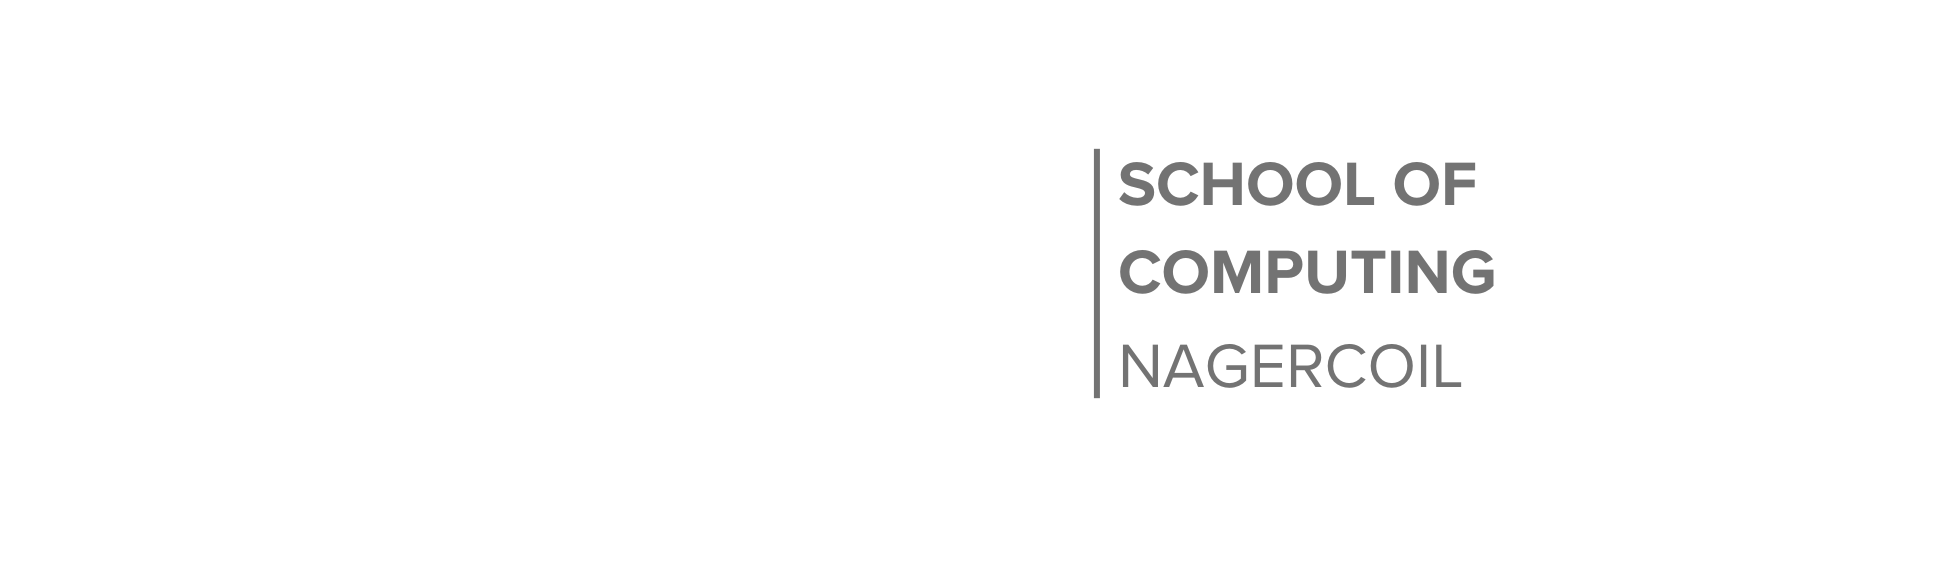 SCHOOL OF
COMPUTING
NAGERCOIL